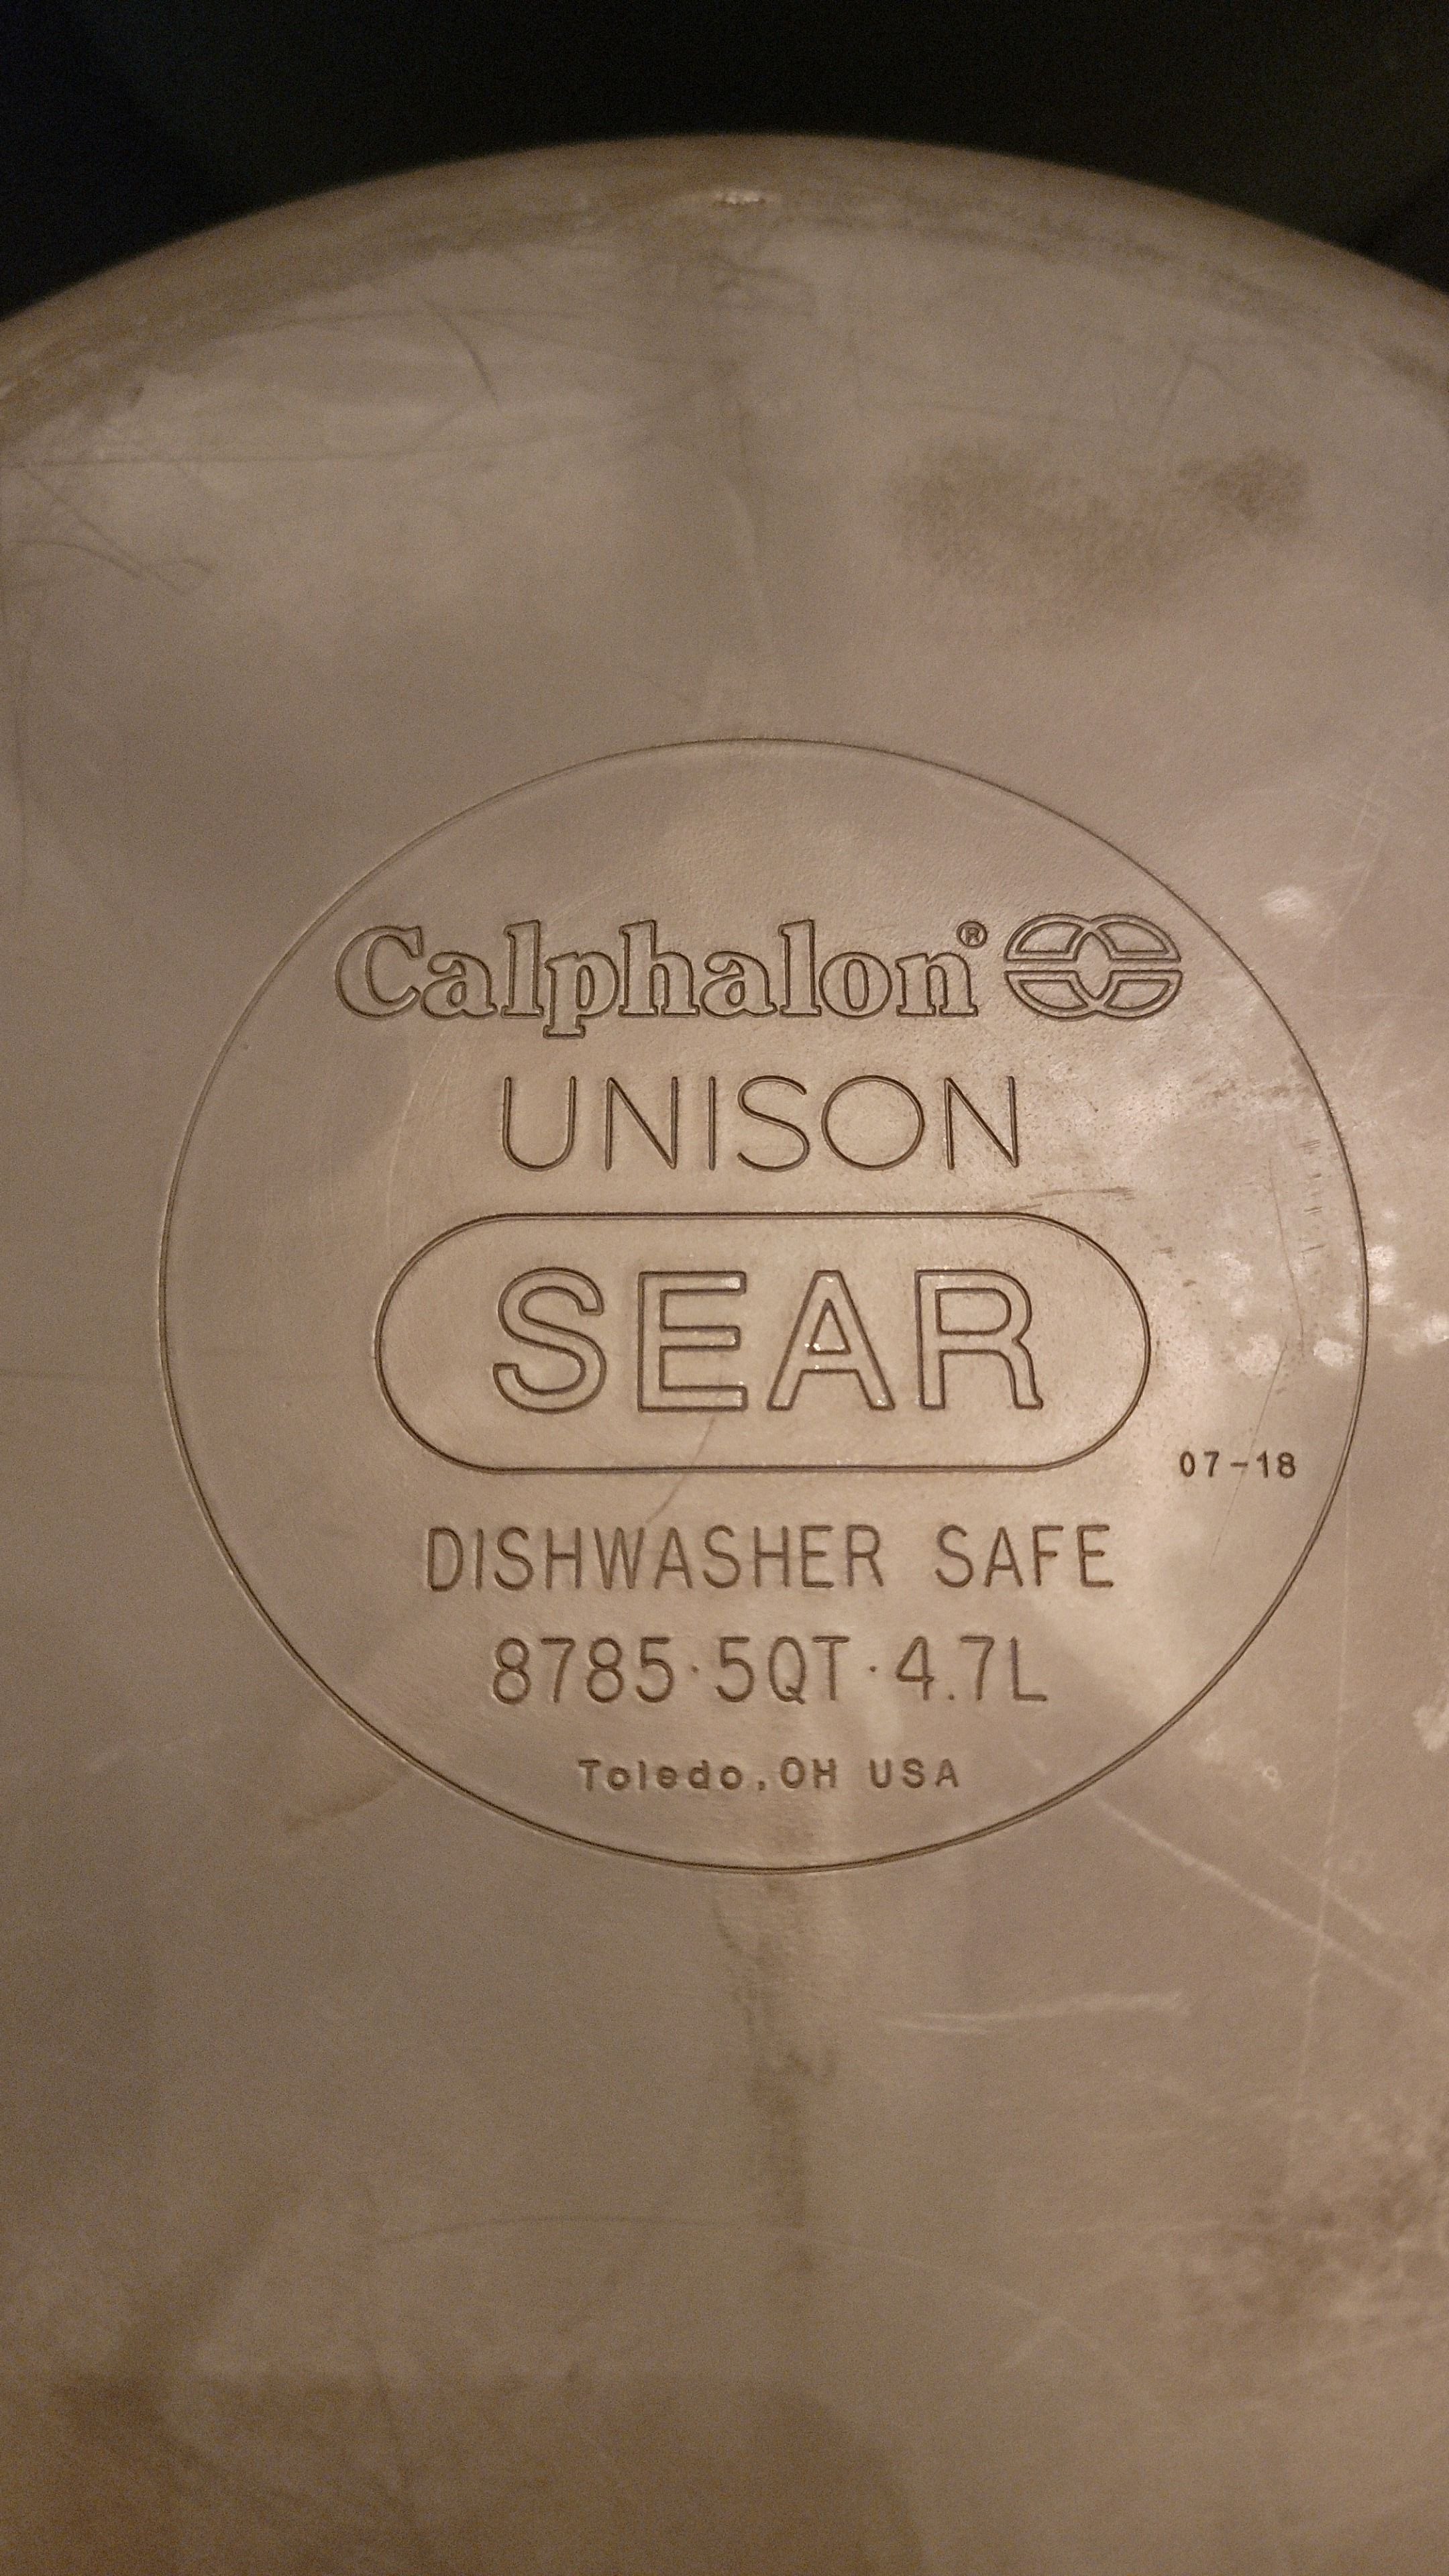 Calphalon®
UNISON
SEAR
07-18
DISHWASHER SAFE
8785·5QT·4.7L
Toledo, OH USA